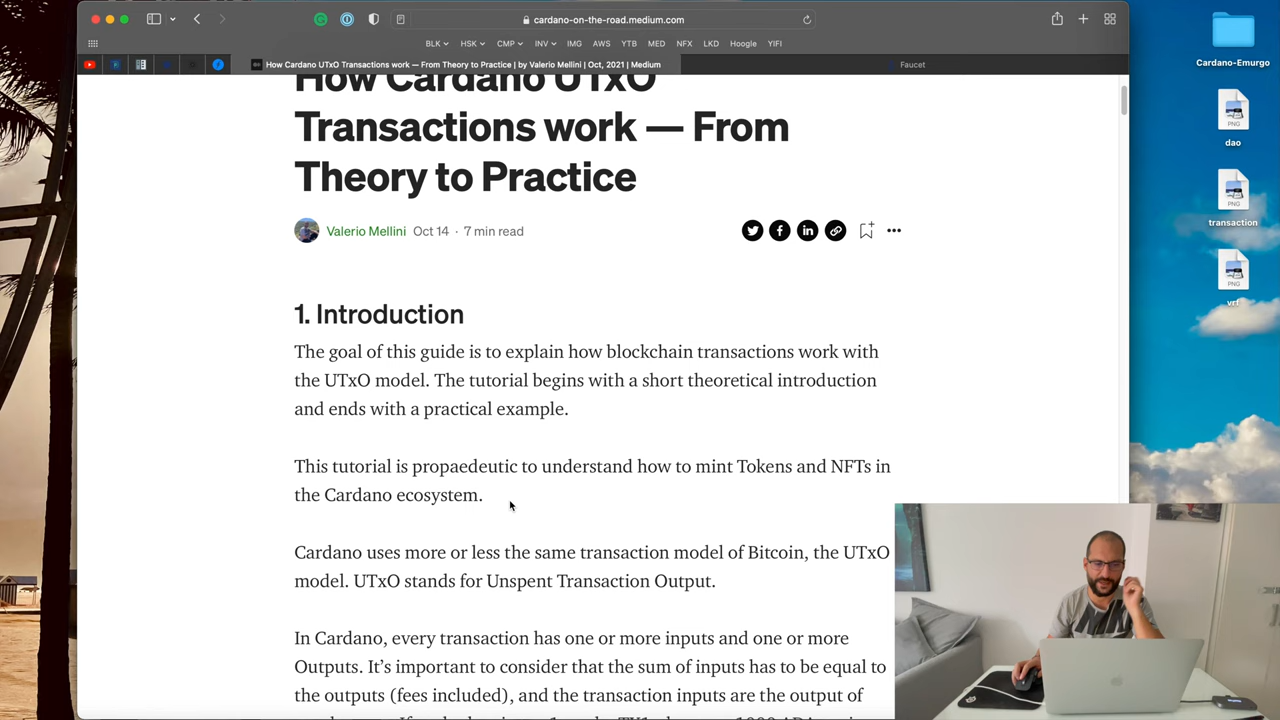 cardano-on-the-road.medium.com
BLK HSK CMP INV IMG AWS YTB MED NFX LKD Hoogle YIFI
How Cardano UTxO Transactions work — From Theory to Practice | by Valerio Mellini | Oct, 2021 | Medium
Faucet
How Cardano UTxO
Transactions work — From
Theory to Practice
Valerio Mellini Oct 14 · 7 min read
1. Introduction
The goal of this guide is to explain how blockchain transactions work with
the UTxO model. The tutorial begins with a short theoretical introduction
and ends with a practical example.
This tutorial is propaedeutic to understand how to mint Tokens and NFTs in
the Cardano ecosystem.
Cardano uses more or less the same transaction model of Bitcoin, the UTxO
model. UTxO stands for Unspent Transaction Output.
In Cardano, every transaction has one or more inputs and one or more
Outputs. It’s important to consider that the sum of inputs has to be equal to
the outputs (fees included), and the transaction inputs are the output of
Cardano-Emurgo
PNG
dao
PNG
transaction
PNG
vrf